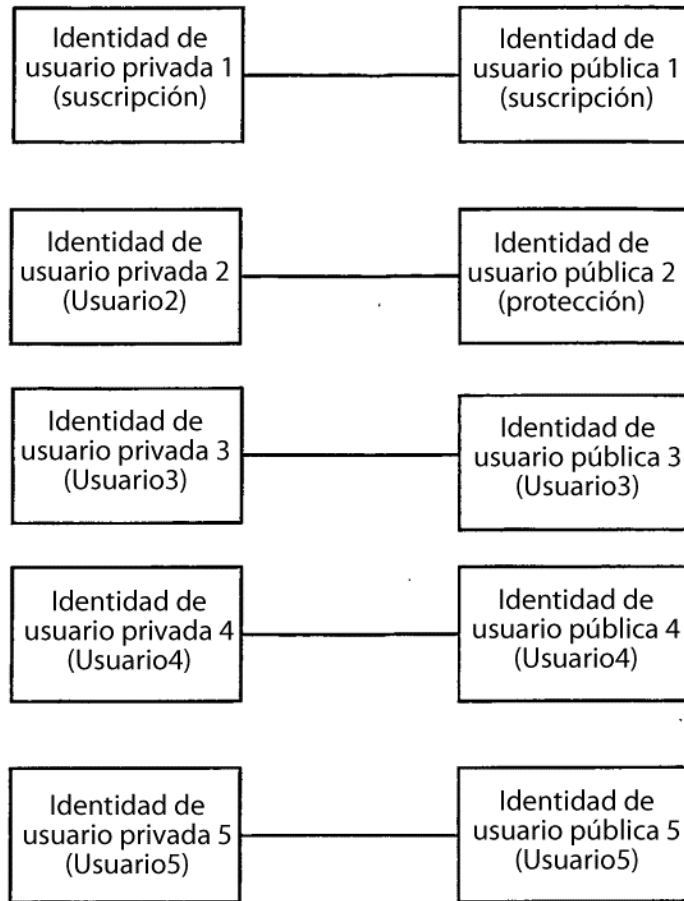 Identidad de
usuario privada 1
(suscripción)
Identidad de
usuario pública 1
(suscripción)
Identidad de
usuario privada 2
(Usuario2)
Identidad de
usuario pública 2
(protección)
Identidad de
usuario privada 3
(Usuario3)
Identidad de
usuario pública 3
(Usuario3)
Identidad de
usuario privada 4
(Usuario4)
Identidad de
usuario pública 4
(Usuario4)
Identidad de
usuario privada 5
(Usuario5)
Identidad de
usuario pública 5
(Usuario5)